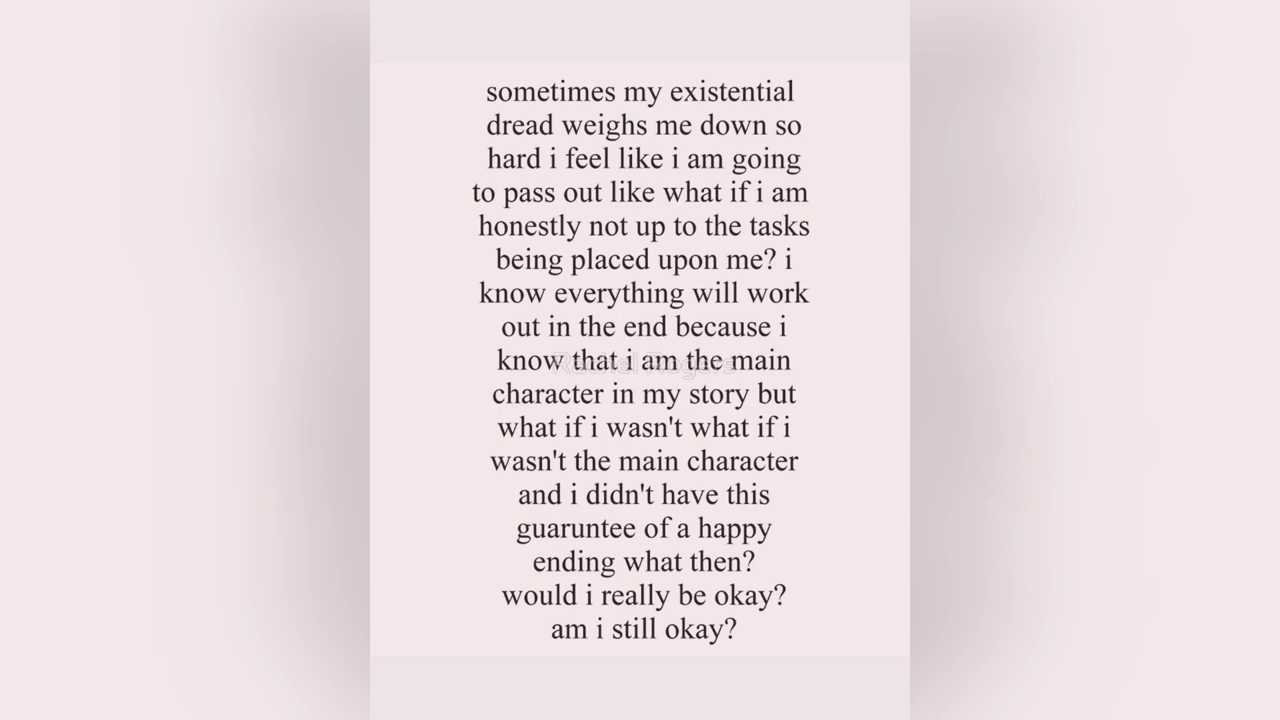 sometimes my existential
dread weighs me down so
hard i feel like i am going
to pass out like what if i am
honestly not up to the tasks
being placed upon me? i
know everything will work
out in the end because i
know that i am the main
Rachel Rogers
character in my story but
what if i wasn't what if i
wasn't the main character
and i didn't have this
guaruntee of a happy
ending what then?
would i really be okay?
am i still okay?